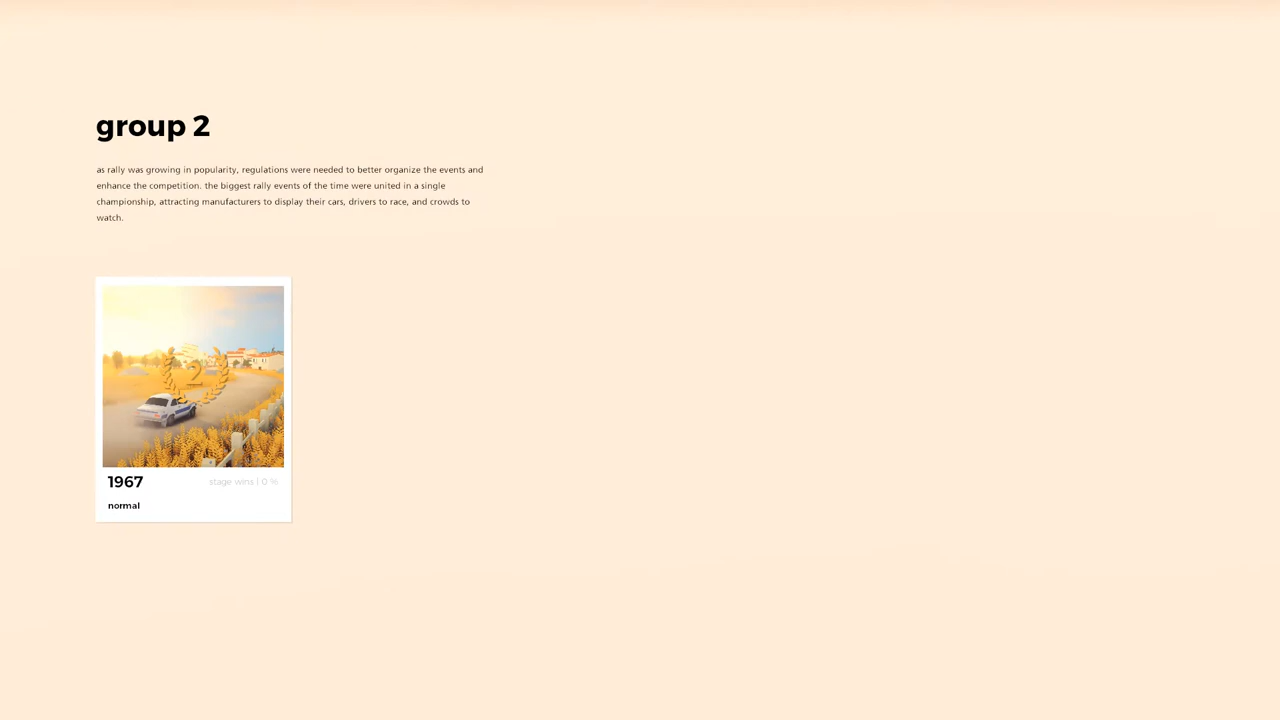 group 2
as rally was growing in popularity, regulations were needed to better organize the events and
enhance the competition. the biggest rally events of the time were united in a single
championship, attracting manufacturers to display their cars, drivers to race, and crowds to
watch.
2
1967 stage wins | 0 %
normal